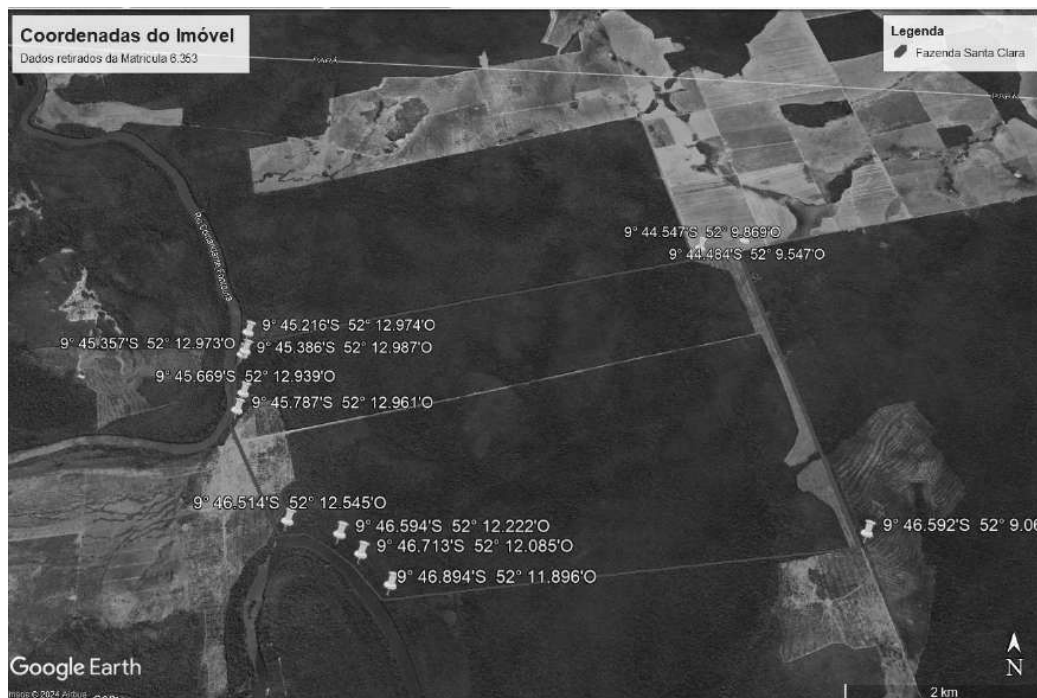 Coordenadas do Imóvel
Dados retirados da Matrícula 6.353
Legenda
Fazenda Santa Clara
9° 44.547'S 52° 9.869'O
9° 44.484'S 52° 9.547'O
9° 45.216'S 52° 12.974'O
9° 45.357'S 52° 12.973'O
9° 45.386'S 52° 12.987'O
9° 45.669'S 52° 12.939'O
9° 45.787'S 52° 12.961'O
9° 46.514'S 52° 12.545'O
9° 46.594'S 52° 12.222'O
9° 46.592'S 52° 9.06
9° 46.713'S 52° 12.085'O
9° 46.894'S 52° 11.896'O
Google Earth
N
© 2024 Airbus
2 km